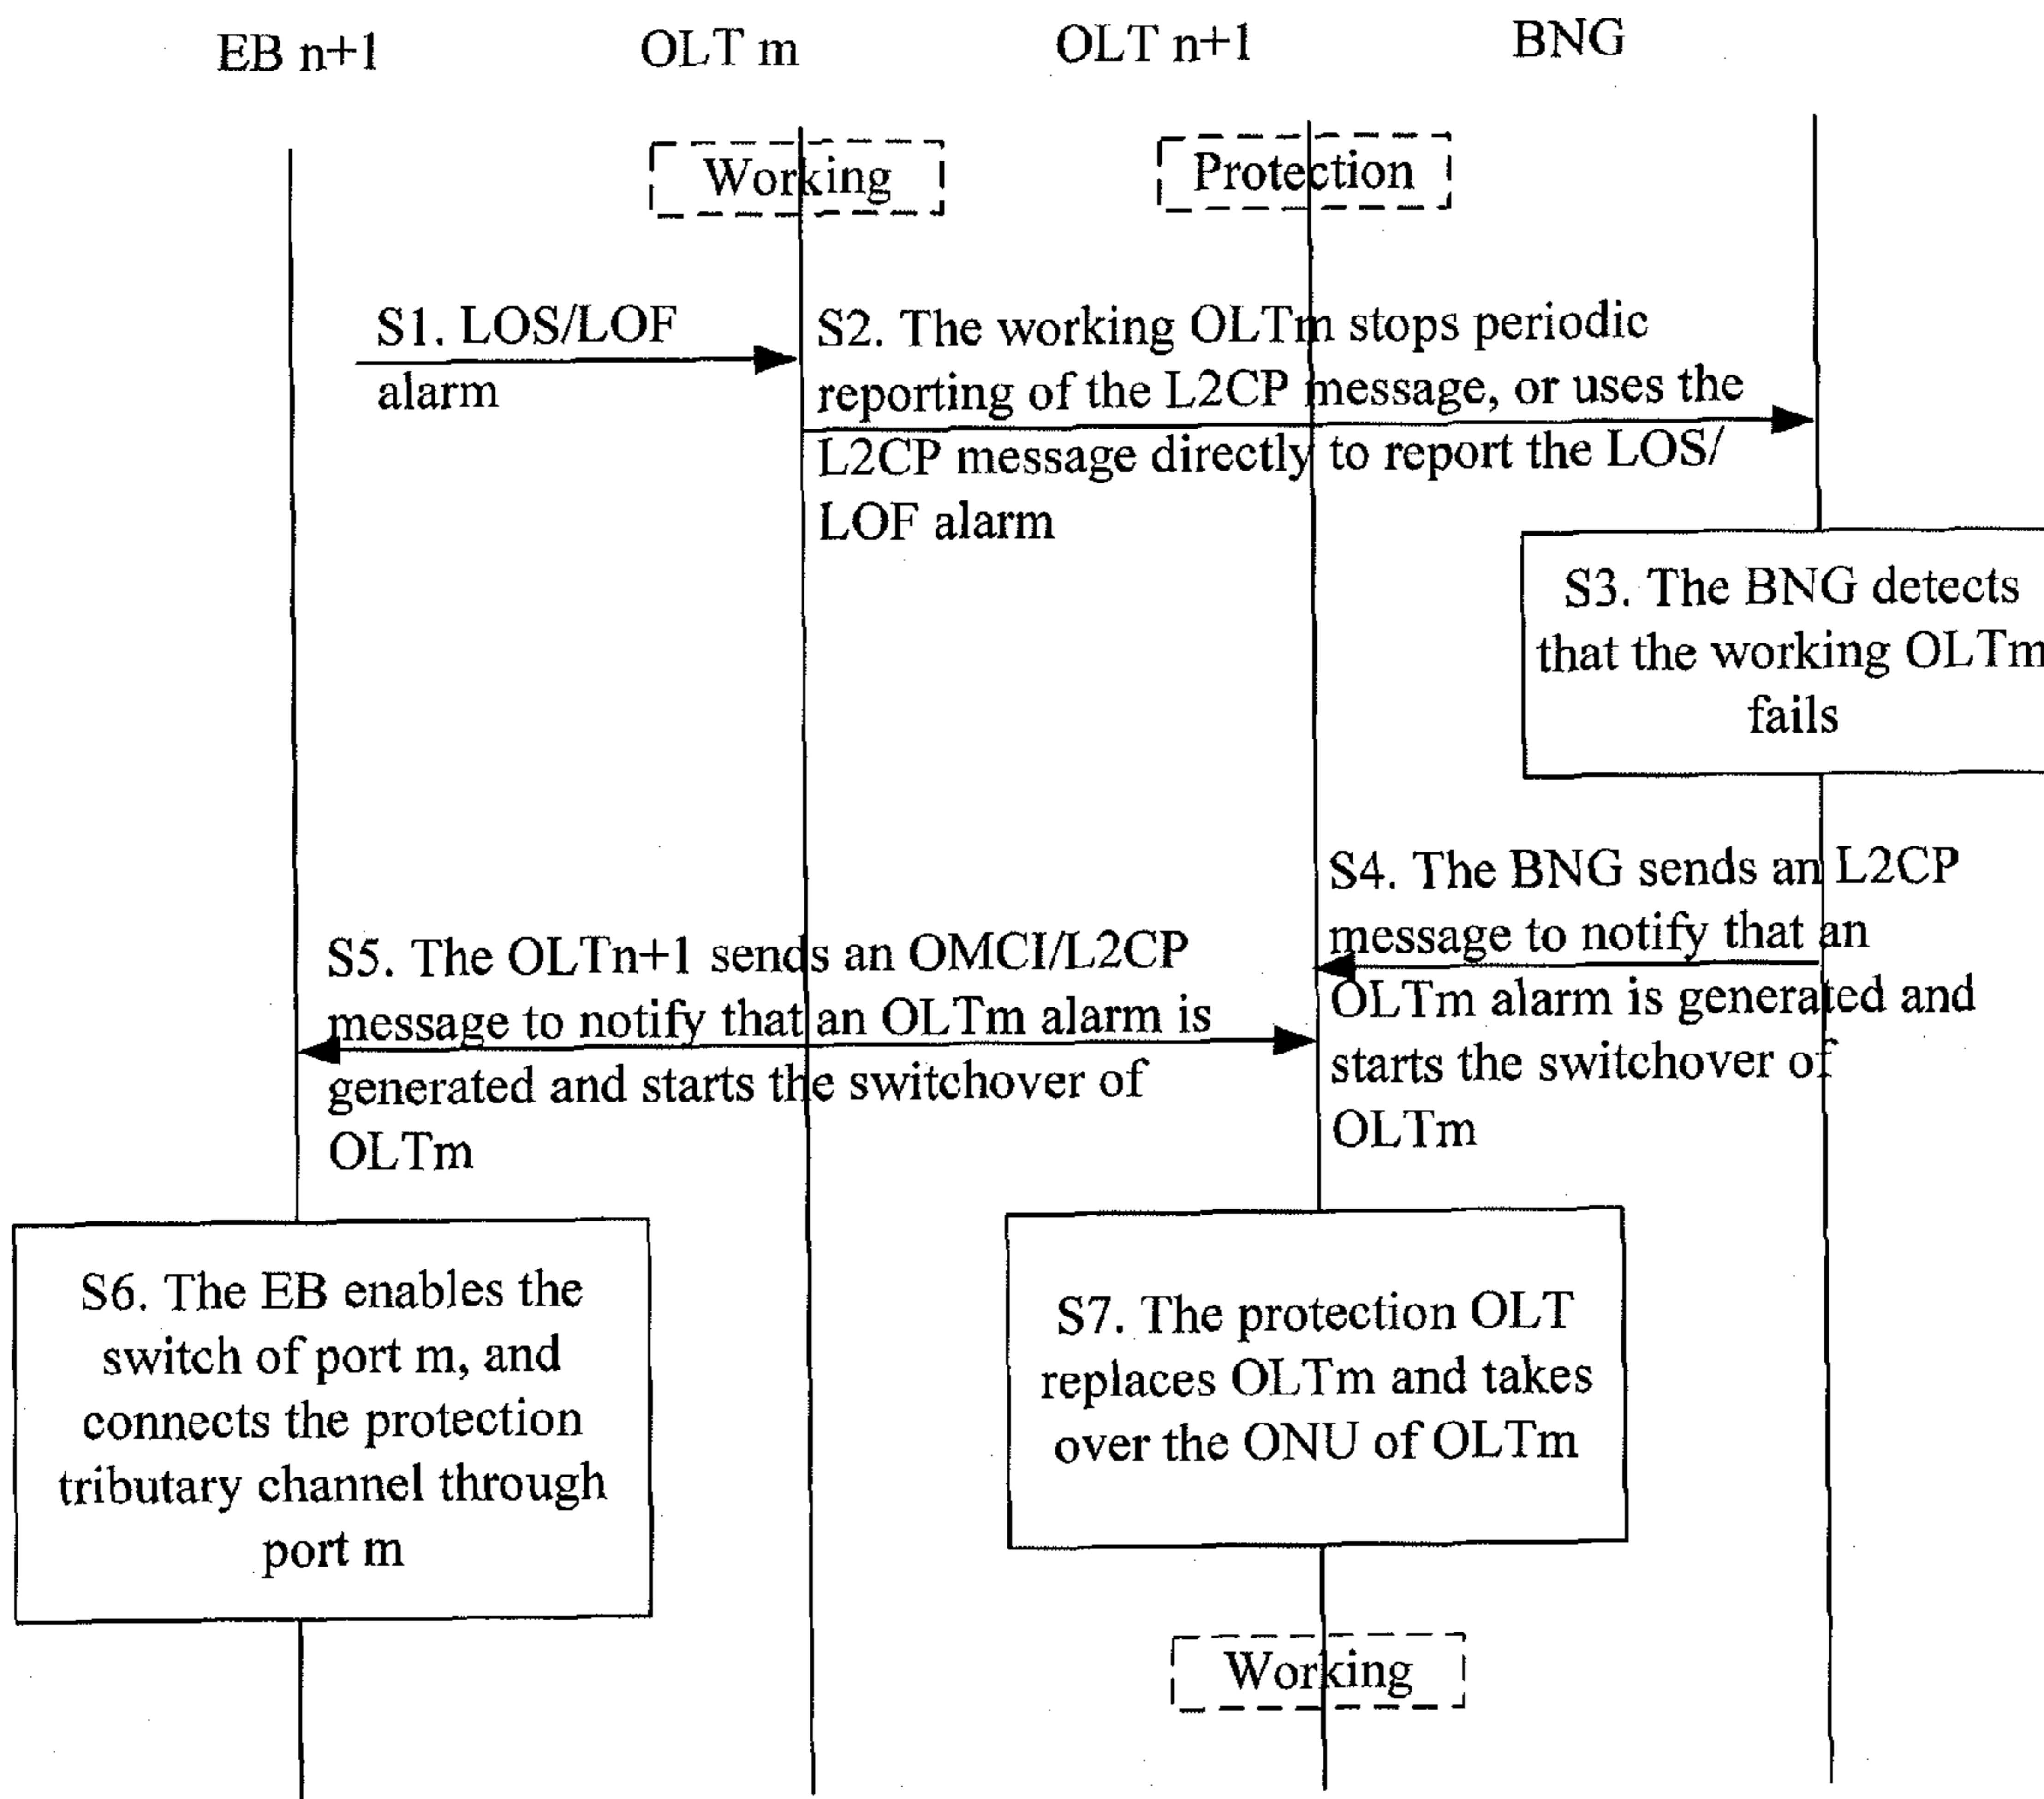 EB n+1
OLT m
OLT n+1
BNG
Working
Protection
S1. LOS/LOF
alarm
S2. The working OLTm stops periodic
reporting of the L2CP message, or uses the
L2CP message directly to report the LOS/
LOF alarm
S3. The BNG detects
that the working OLTm
fails
S4. The BNG sends an L2CP
message to notify that an
OLTm alarm is generated and
starts the switchover of
OLTm
S5. The OLTn+1 sends an OMCI/L2CP
message to notify that an OLTm alarm is
generated and starts the switchover of
OLTm
S6. The EB enables the
switch of port m, and
connects the protection
tributary channel through
port m
S7. The protection OLT
replaces OLTm and takes
over the ONU of OLTm
Working